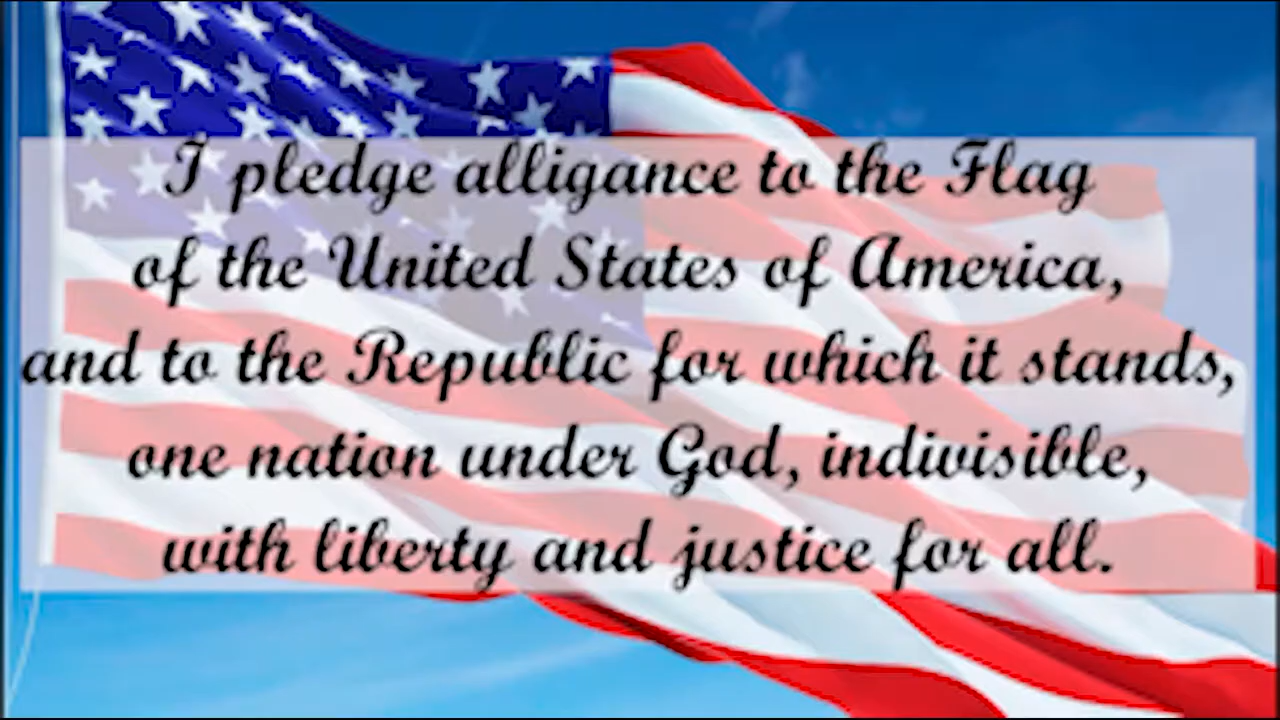 I pledge alligance to the Flag
of the United States of America,
and to the Republic for which it stands,
one nation under God, indivisible,
with liberty and justice for all.